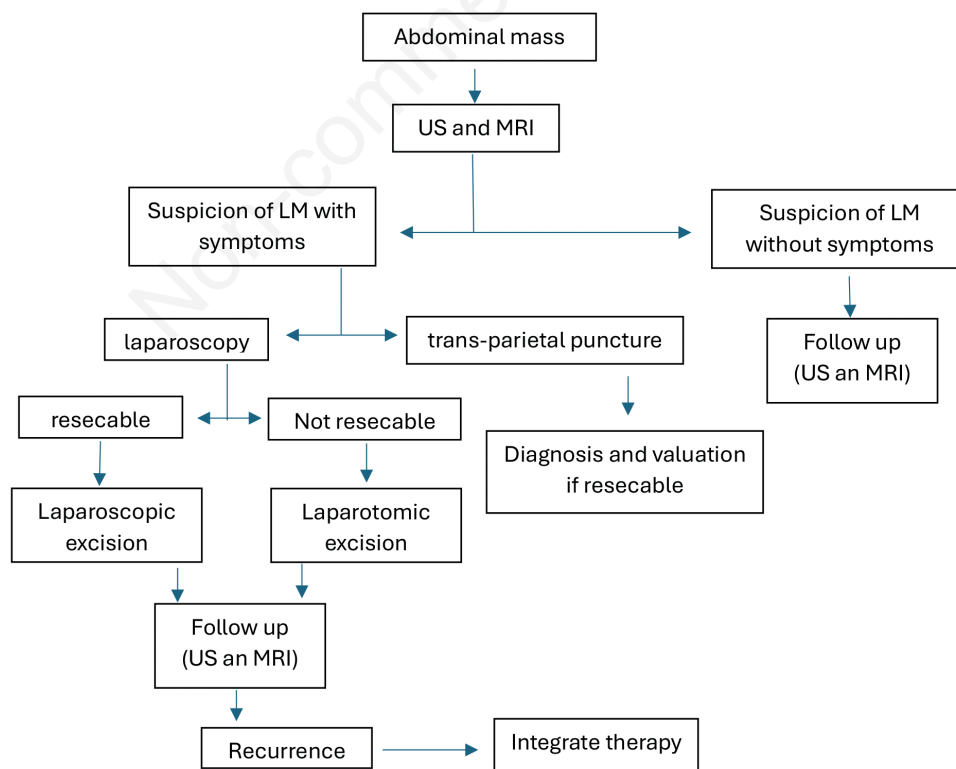 Abdominal mass
US and MRI
Suspicion of LM with
symptoms
Suspicion of LM
without symptoms
laparoscopy
trans-parietal puncture
Follow up
(US an MRI)
resecable
Not resecable
Diagnosis and valuation
if resecable
Laparoscopic
excision
Laparotomic
excision
Follow up
(US an MRI)
Recurrence
Integrate therapy